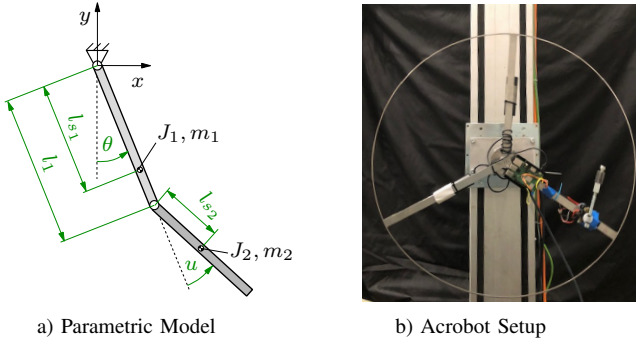 y
x
l_{s1}
l_1
θ
J_1, m_1
l_{s2}
J_2, m_2
u
a) Parametric Model
b) Acrobot Setup